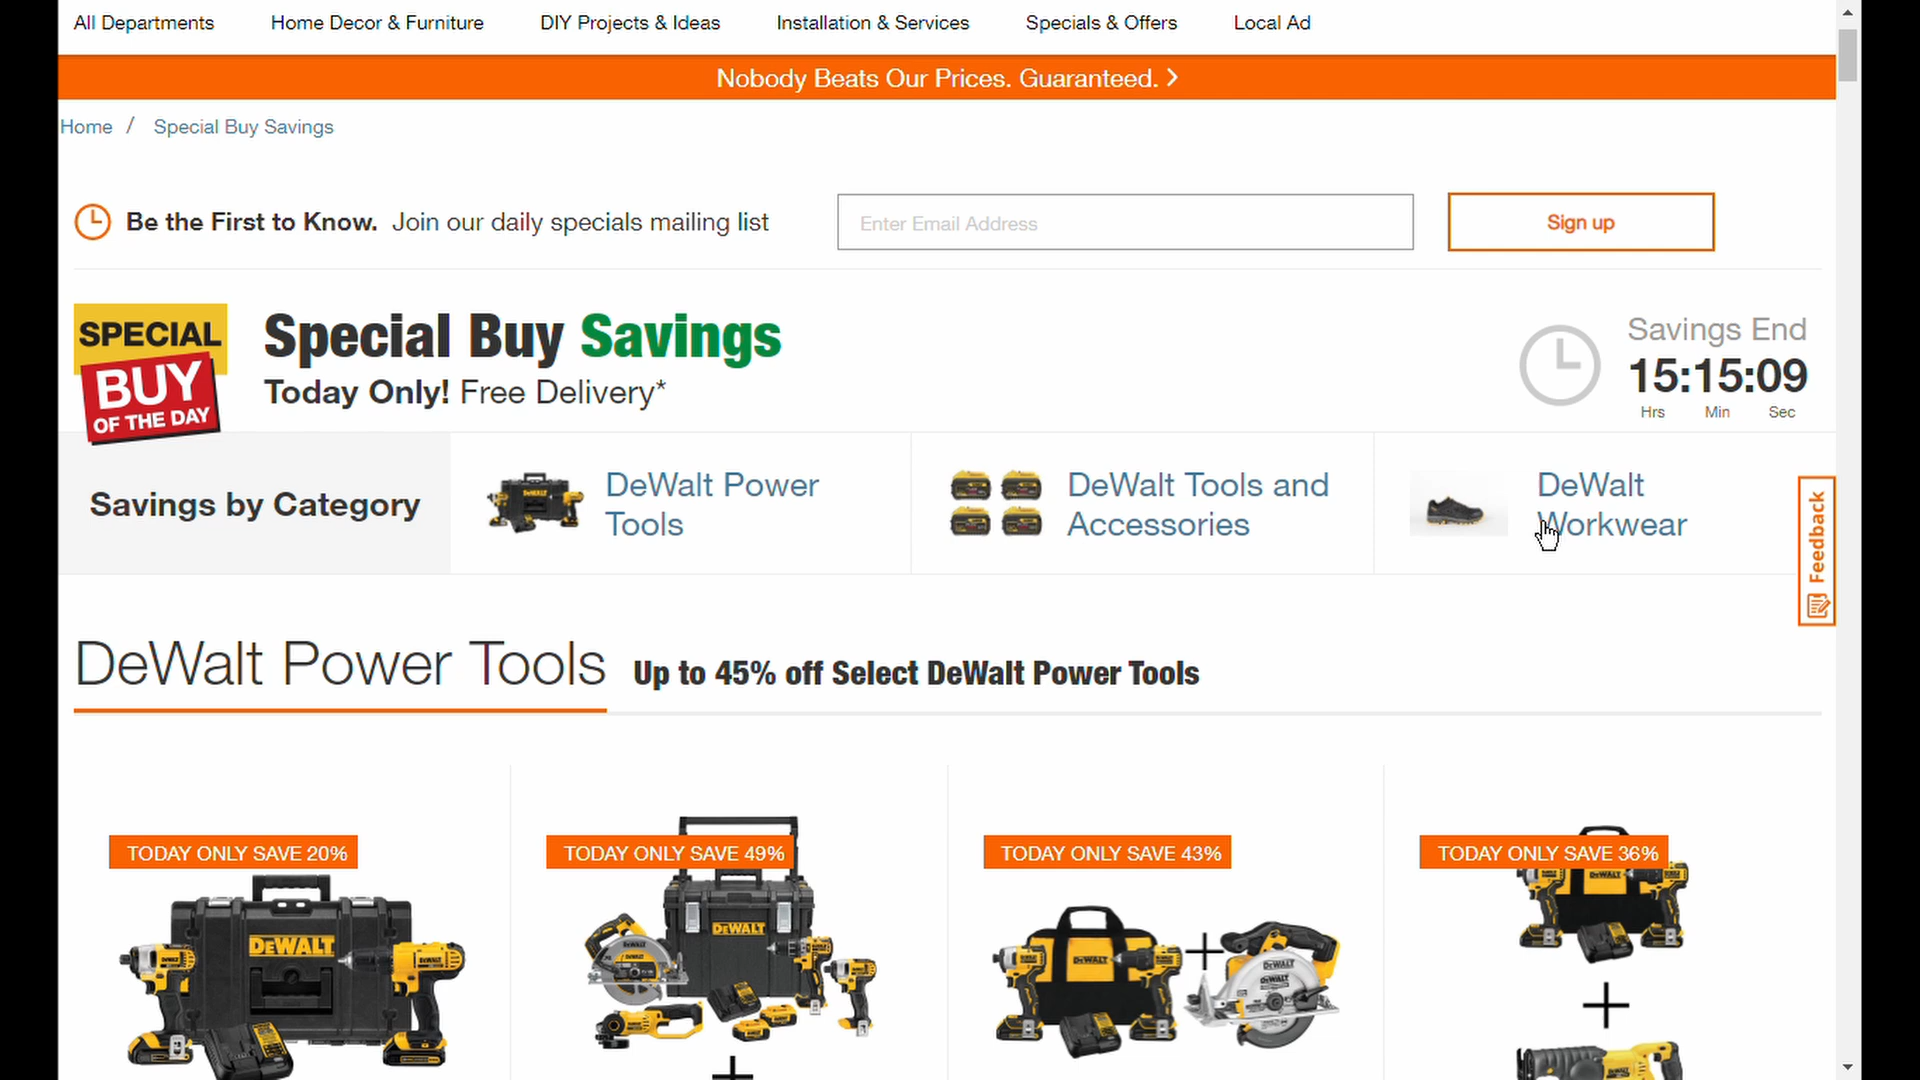 All Departments
Home Decor & Furniture
DIY Projects & Ideas
Installation & Services
Specials & Offers
Local Ad
Nobody Beats Our Prices. Guaranteed. >
Home / Special Buy Savings
Be the First to Know. Join our daily specials mailing list
Enter Email Address
Sign up
SPECIAL
BUY
OF THE DAY
Special Buy Savings
Today Only! Free Delivery*
Savings End
15:15:09
Hrs Min Sec
Savings by Category
DeWalt Power
Tools
DeWalt Tools and
Accessories
DeWalt
Workwear
Feedback
DeWalt Power Tools
Up to 45% off Select DeWalt Power Tools
TODAY ONLY SAVE 20%
TODAY ONLY SAVE 49%
TODAY ONLY SAVE 43%
TODAY ONLY SAVE 36%
DEWALT
DEWALT
DEWALT
DEWALT